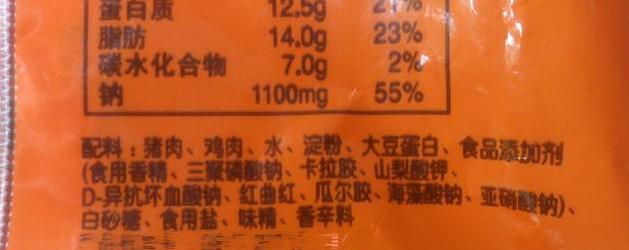 蛋白质 12.5g 21%
脂肪 14.0g 23%
碳水化合物 7.0g 2%
钠 1100mg 55%
配料：猪肉、鸡肉、水、淀粉、大豆蛋白、食品添加剂
(食用香精、三聚磷酸钠、卡拉胶、山梨酸钾、
D-异抗坏血酸钠、红曲红、瓜尔胶、海藻酸钠、亚硝酸钠)、
白砂糖、食用盐、味精、香辛料